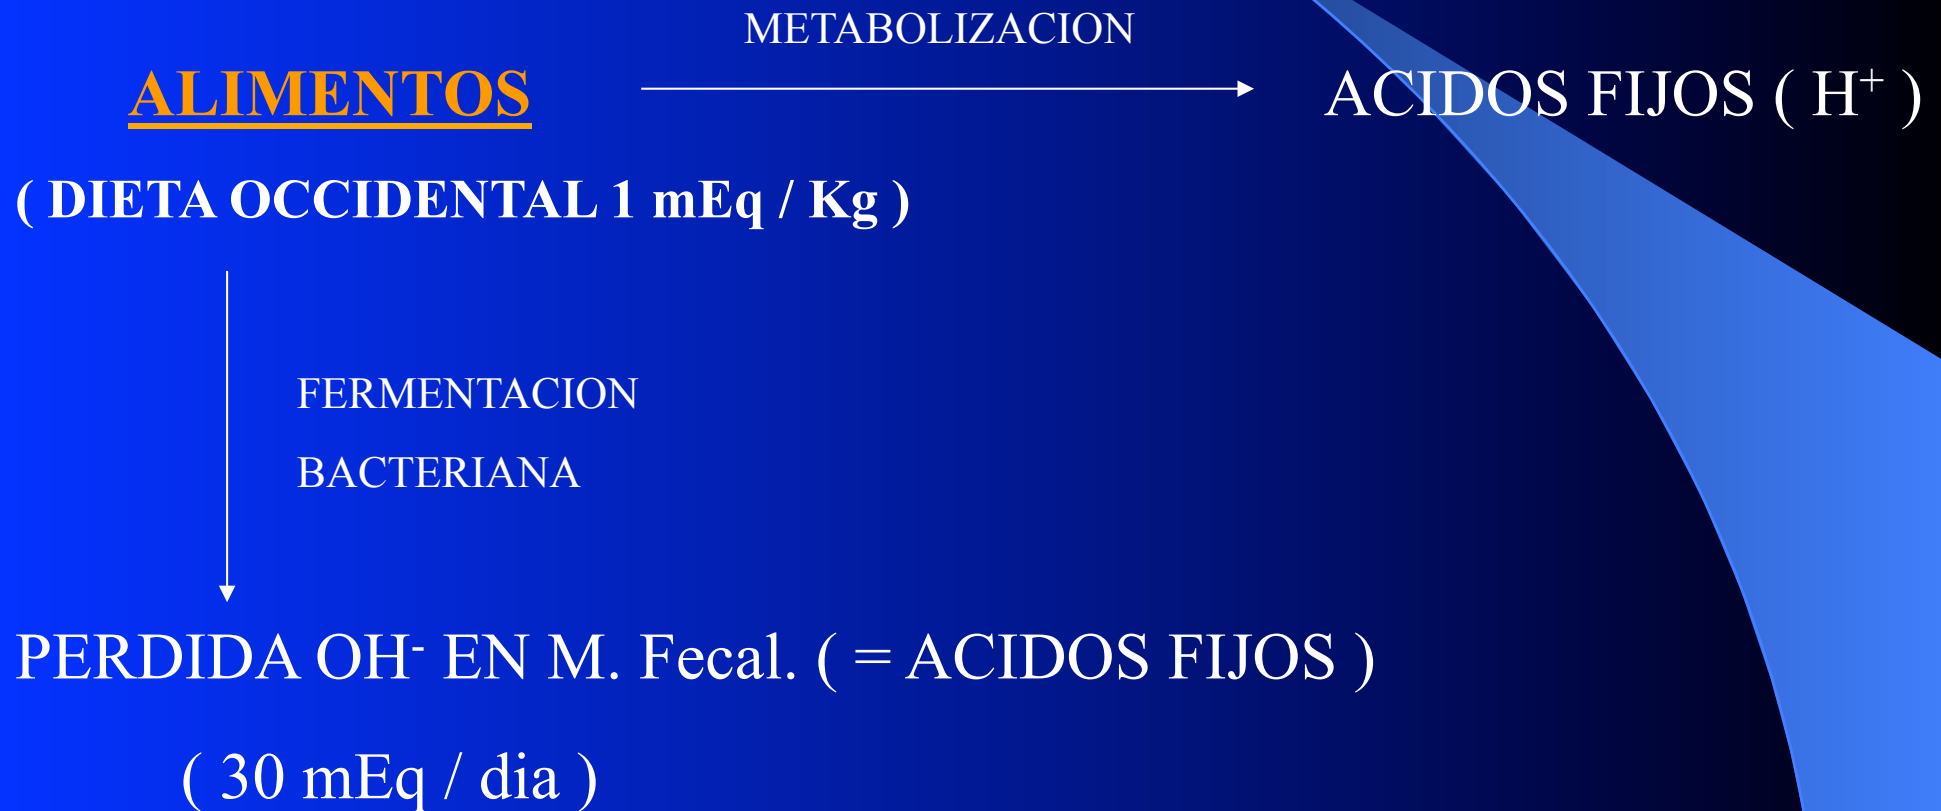 METABOLIZACION
ALIMENTOS
ACIDOS FIJOS ( H⁺ )
( DIETA OCCIDENTAL 1 mEq / Kg )
FERMENTACION
BACTERIANA
PERDIDA OH⁻ EN M. Fecal. ( = ACIDOS FIJOS )
( 30 mEq / dia )